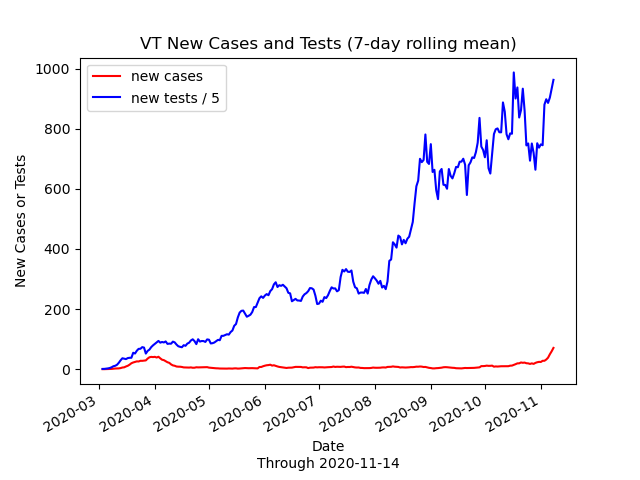 VT New Cases and Tests (7-day rolling mean)
new cases
new tests / 5
New Cases or Tests
1000
800
600
400
200
0
2020-03
2020-04
2020-05
2020-06
2020-07
2020-08
2020-09
2020-10
2020-11
Date
Through 2020-11-14